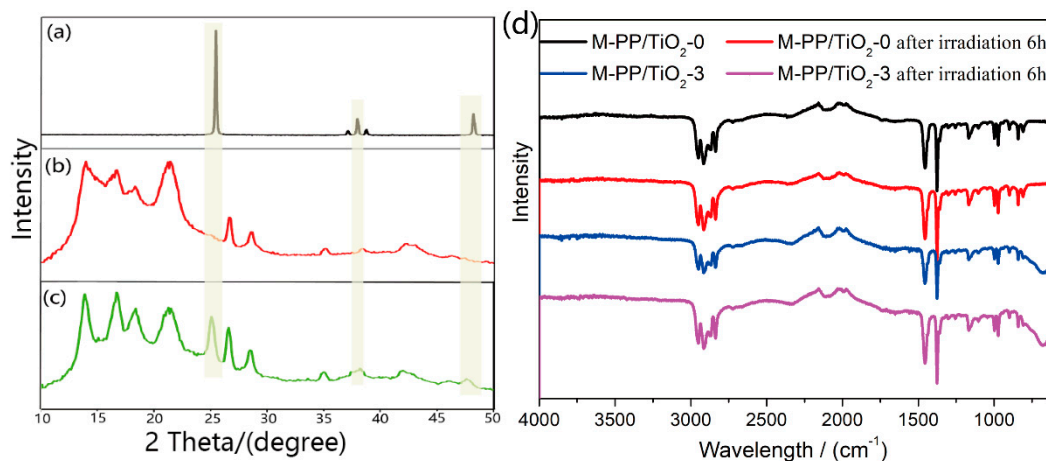 (a)
(b)
(c)
Intensity
10 15 20 25 30 35 40 45 50
2 Theta/(degree)
(d)
M-PP/TiO2-0 M-PP/TiO2-0 after irradiation 6h
M-PP/TiO2-3 M-PP/TiO2-3 after irradiation 6h
Intensity
4000 3500 3000 2500 2000 1500 1000
Wavelength / (cm-1)